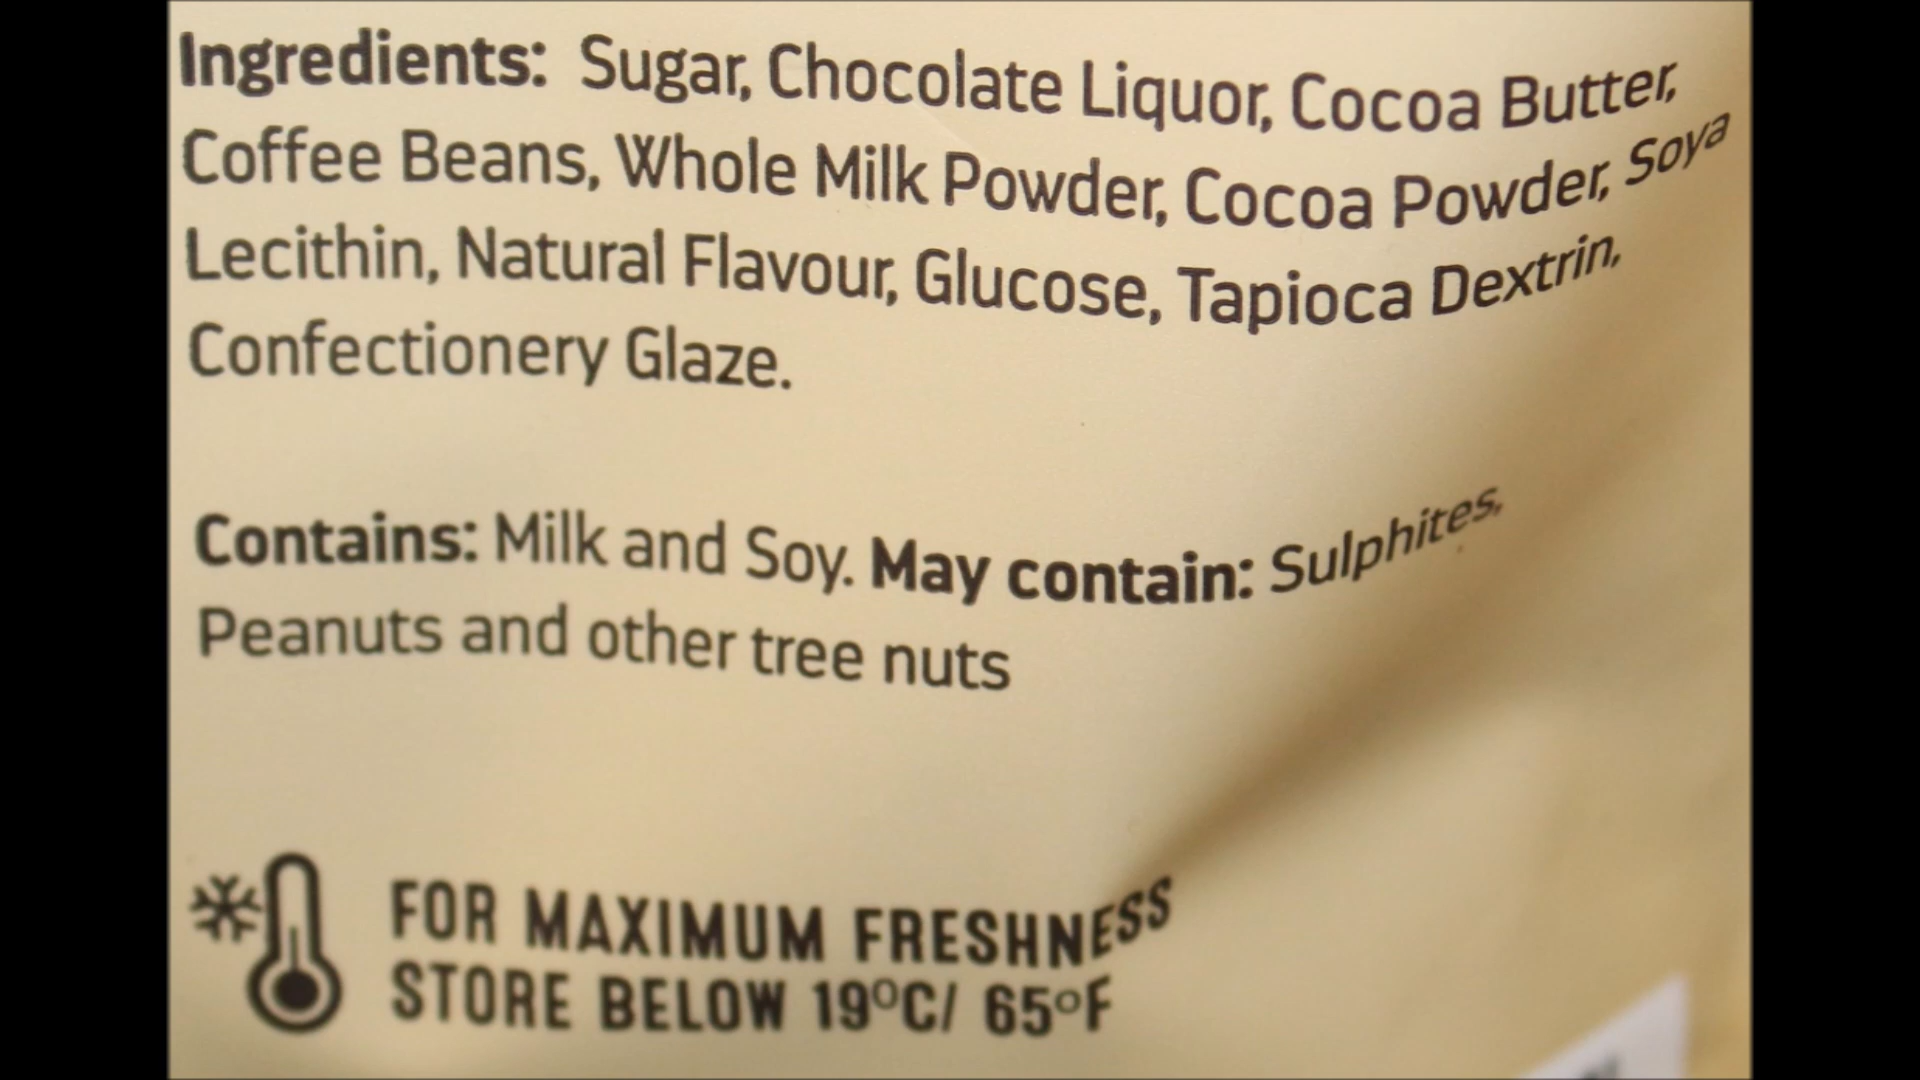 Ingredients: Sugar, Chocolate Liquor, Cocoa Butter,
Coffee Beans, Whole Milk Powder, Cocoa Powder, Soya
Lecithin, Natural Flavour, Glucose, Tapioca Dextrin,
Confectionery Glaze.
Contains: Milk and Soy. May contain: Sulphites,
Peanuts and other tree nuts
FOR MAXIMUM FRESHNESS
STORE BELOW 19ºC/ 65ºF